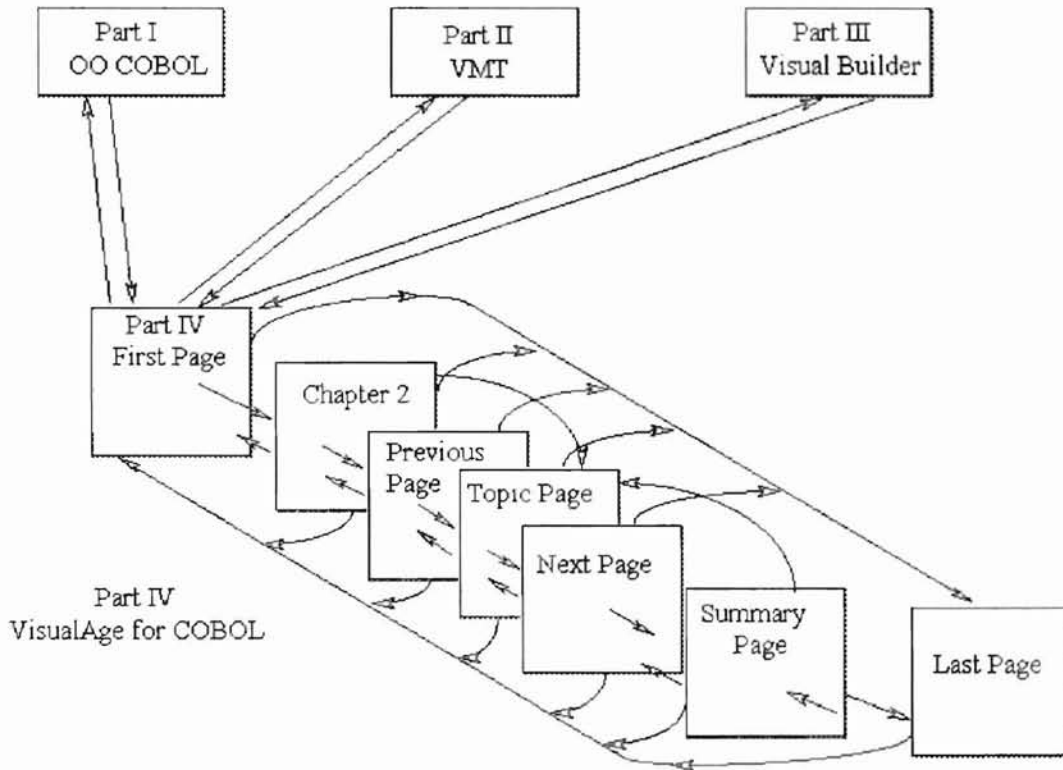 Part I
OO COBOL
Part II
VMT
Part III
Visual Builder
Part IV
First Page
Chapter 2
Previous
Page
Topic Page
Next Page
Summary
Page
Last Page
Part IV
VisualAge for COBOL